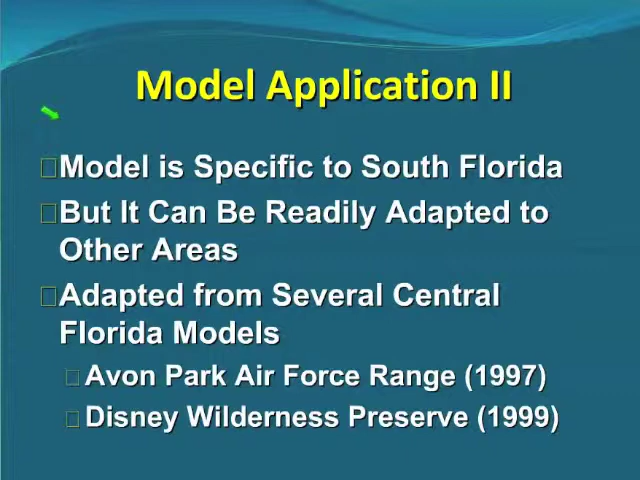 Model Application II
Model is Specific to South Florida
But It Can Be Readily Adapted to
Other Areas
Adapted from Several Central
Florida Models
Avon Park Air Force Range (1997)
Disney Wilderness Preserve (1999)